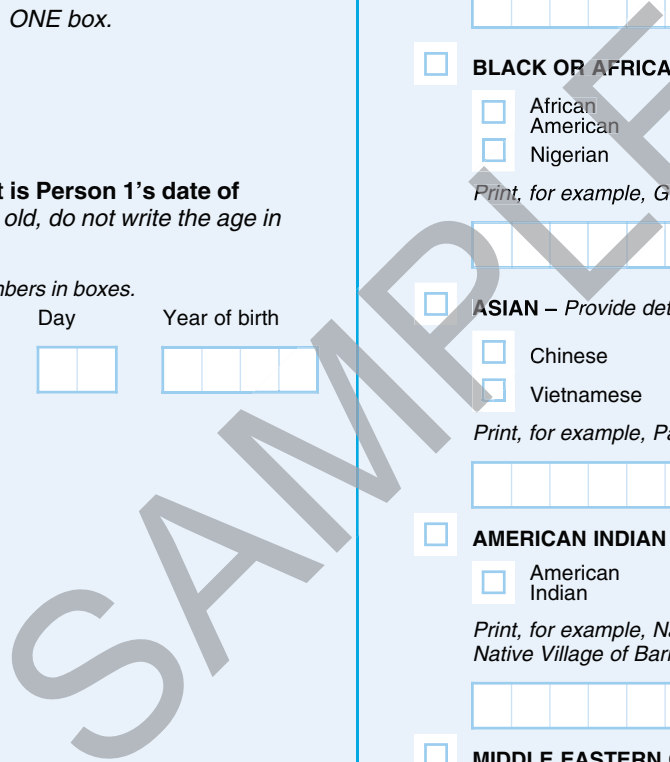 ONE box.
t is Person 1's date of
old, do not write the age in
mbers in boxes.
Day Year of birth
BLACK OR AFRICA
African
American
Nigerian
Print, for example, G
ASIAN – Provide det
Chinese
Vietnamese
Print, for example, Pa
AMERICAN INDIAN
American
Indian
Print, for example, Na
Native Village of Bar
MIDDLE EASTERN
SAMPLE